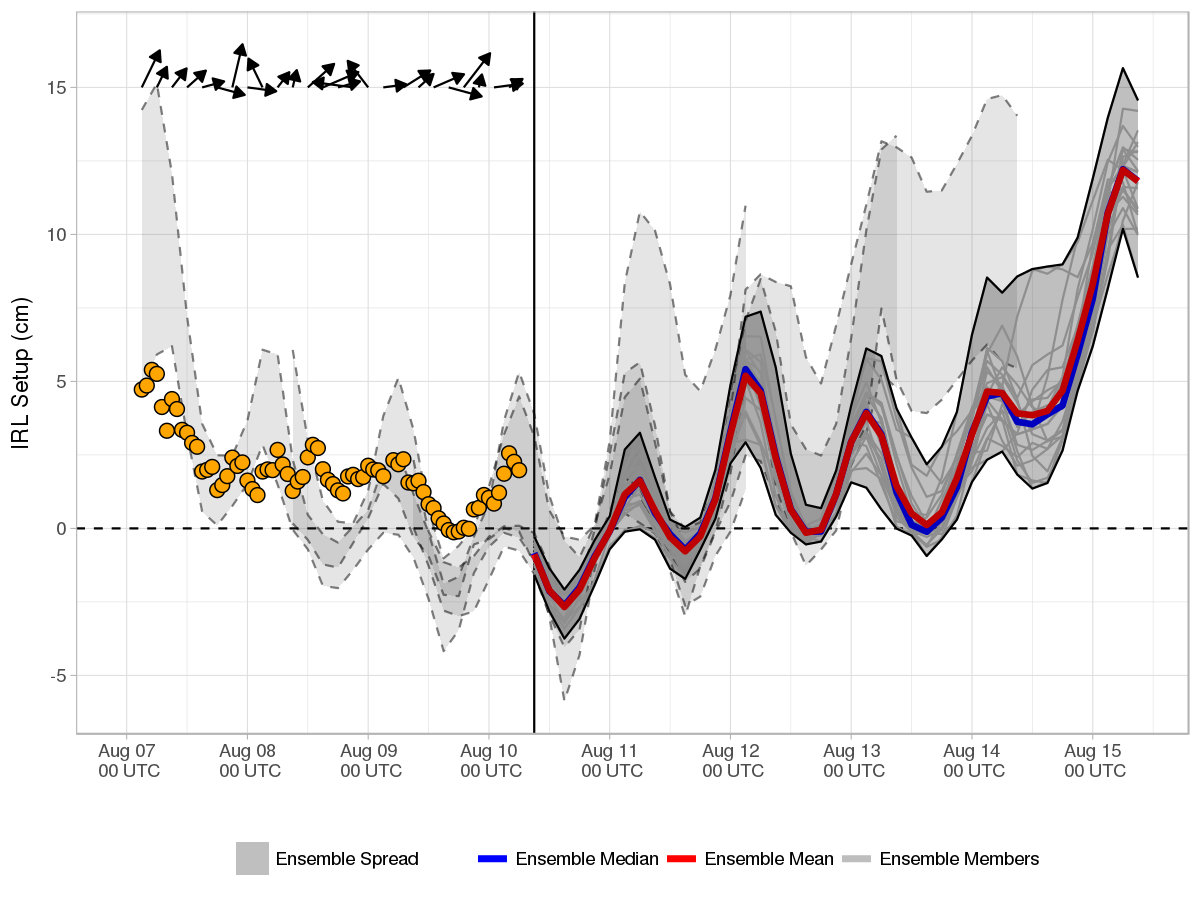 IRL Setup (cm)
15
10
5
0
-5
Aug 07 Aug 08 Aug 09 Aug 10 Aug 11 Aug 12 Aug 13 Aug 14 Aug 15
00 UTC 00 UTC 00 UTC 00 UTC 00 UTC 00 UTC 00 UTC 00 UTC 00 UTC
Ensemble Spread Ensemble Median Ensemble Mean Ensemble Members